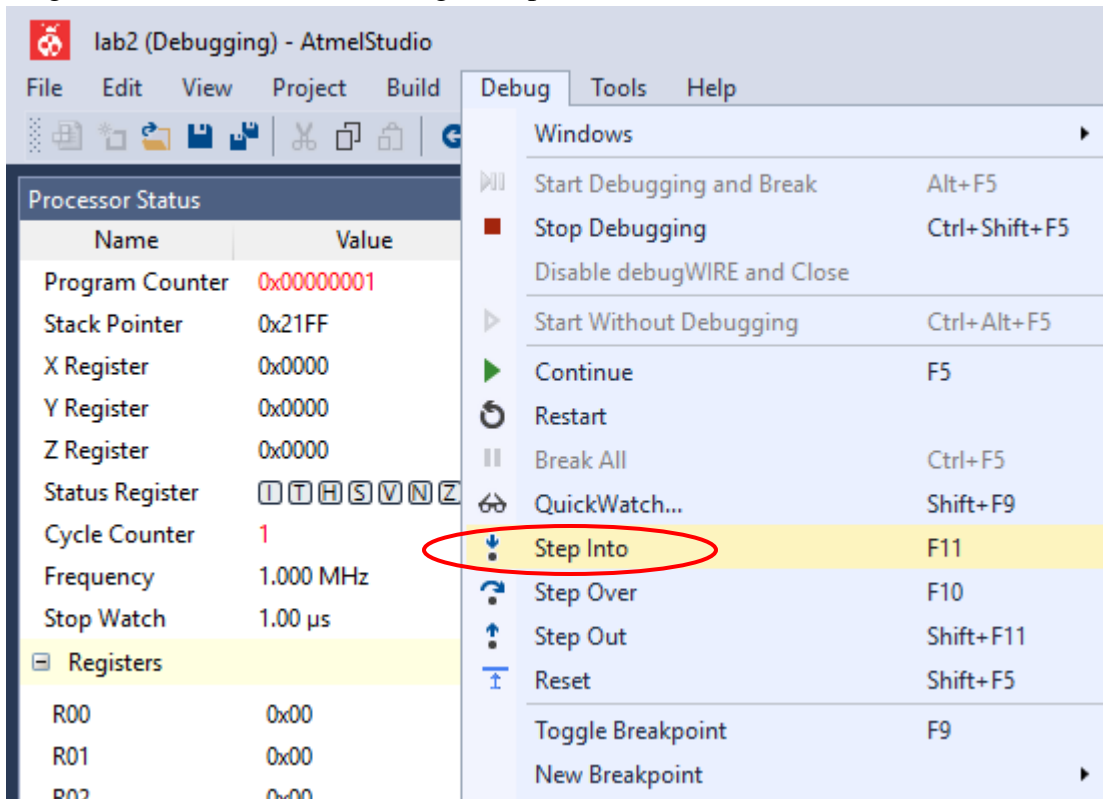 lab2 (Debugging) - AtmelStudio
File Edit View Project Build Debug Tools Help
Windows
Start Debugging and Break Alt+F5
Stop Debugging Ctrl+Shift+F5
Disable debugWIRE and Close
Start Without Debugging Ctrl+Alt+F5
Continue F5
Restart
Break All Ctrl+F5
QuickWatch... Shift+F9
Step Into F11
Step Over F10
Step Out Shift+F11
Reset Shift+F5
Toggle Breakpoint F9
New Breakpoint
Processor Status
Name Value
Program Counter 0x00000001
Stack Pointer 0x21FF
X Register 0x0000
Y Register 0x0000
Z Register 0x0000
Status Register I T H S V N Z
Cycle Counter 1
Frequency 1.000 MHz
Stop Watch 1.00 µs
Registers
R00 0x00
R01 0x00
R02 0x00